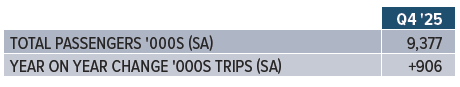 Q4 '25
TOTAL PASSENGERS '000S (SA) 9,377
YEAR ON YEAR CHANGE '000S TRIPS (SA) +906